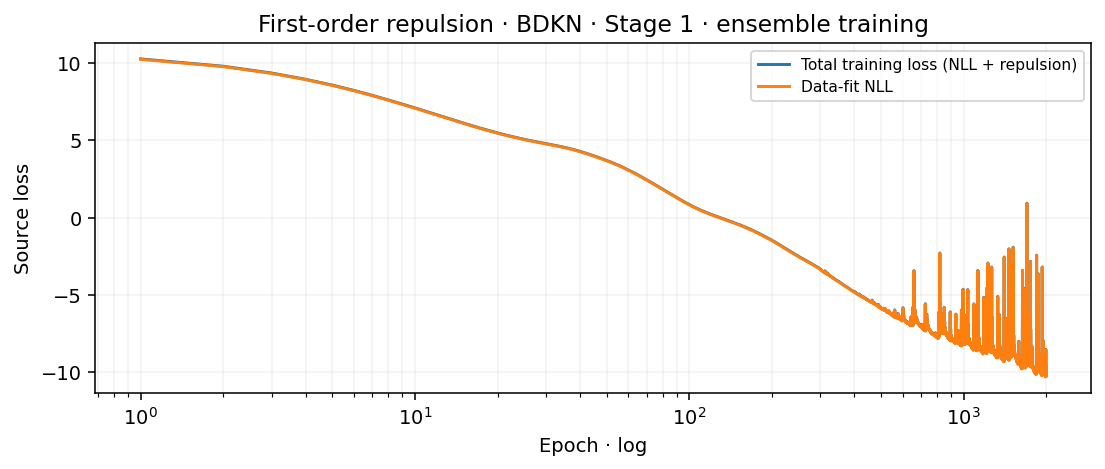 First-order repulsion · BDKN · Stage 1 · ensemble training
Total training loss (NLL + repulsion)
Data-fit NLL
Source loss
10
5
0
−5
−10
10⁰
10¹
10²
10³
Epoch · log